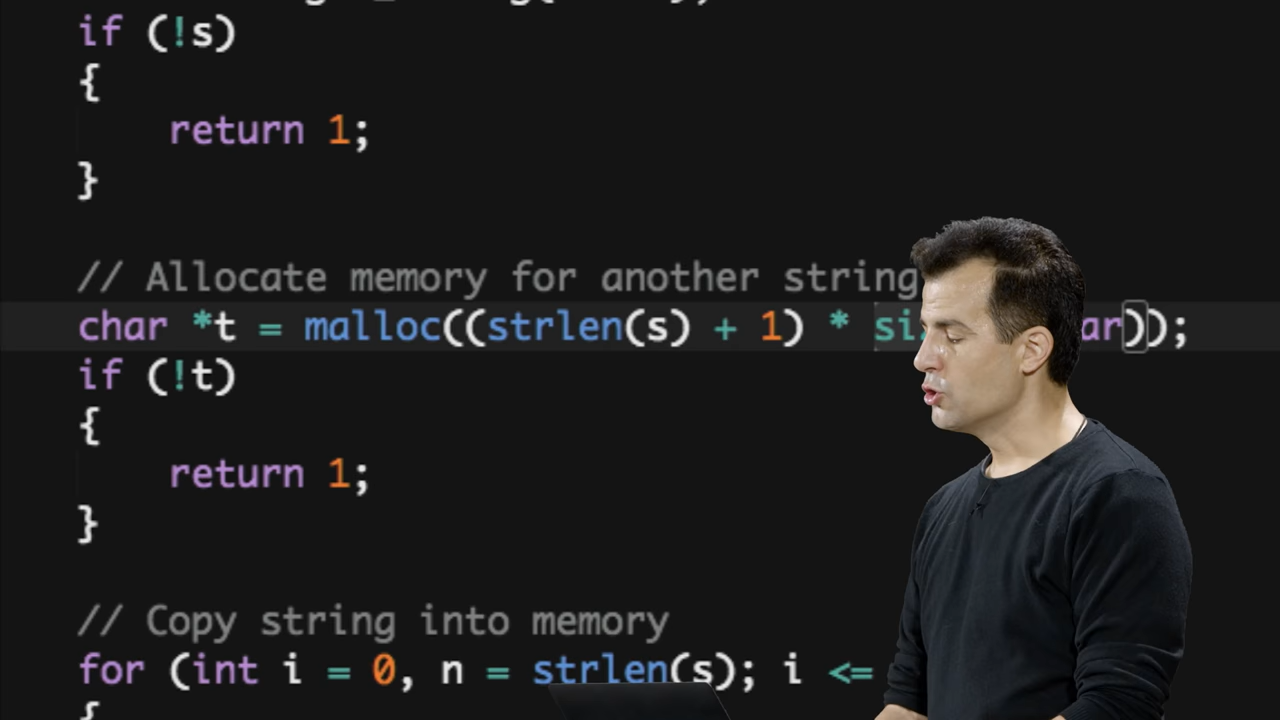 if (!s)
{
return 1;
}
// Allocate memory for another string
char *t = malloc((strlen(s) + 1) *
if (!t)
{
return 1;
}
// Copy string into memory
for (int i = 0, n = strlen(s); i <=
{